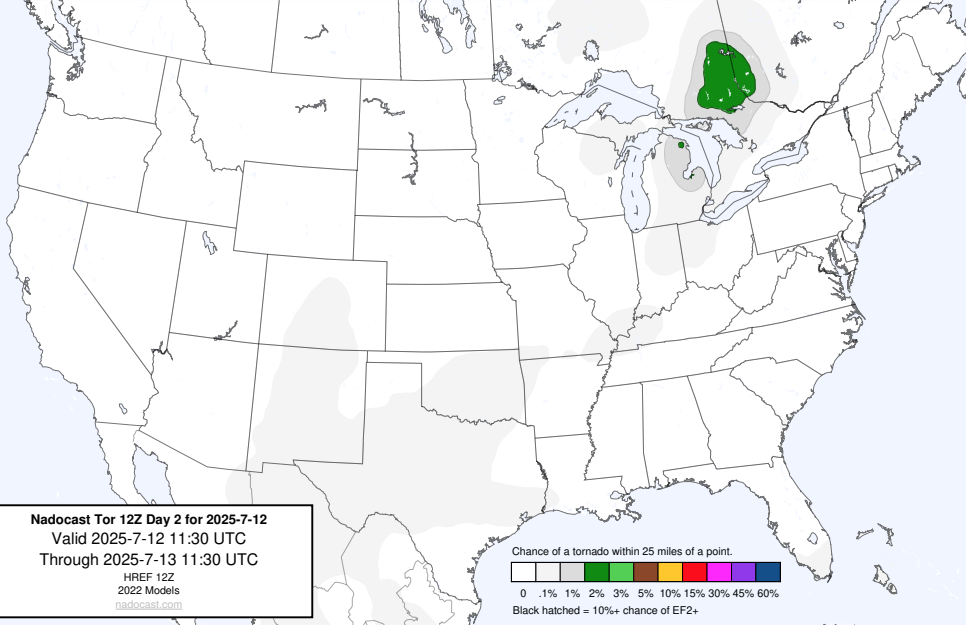 Nadocast Tor 12Z Day 2 for 2025-7-12
Valid 2025-7-12 11:30 UTC
Through 2025-7-13 11:30 UTC
HREF 12Z
2022 Models
nadocast.com
Chance of a tornado within 25 miles of a point.
0 .1% 1% 2% 3% 5% 10% 15% 30% 45% 60%
Black hatched = 10%+ chance of EF2+